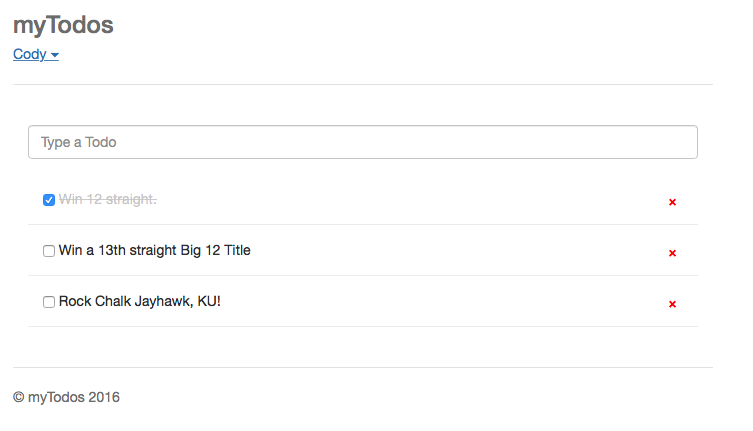 myTodos
Cody
Type a Todo
Win 12 straight.
Win a 13th straight Big 12 Title
Rock Chalk Jayhawk, KU!
© myTodos 2016